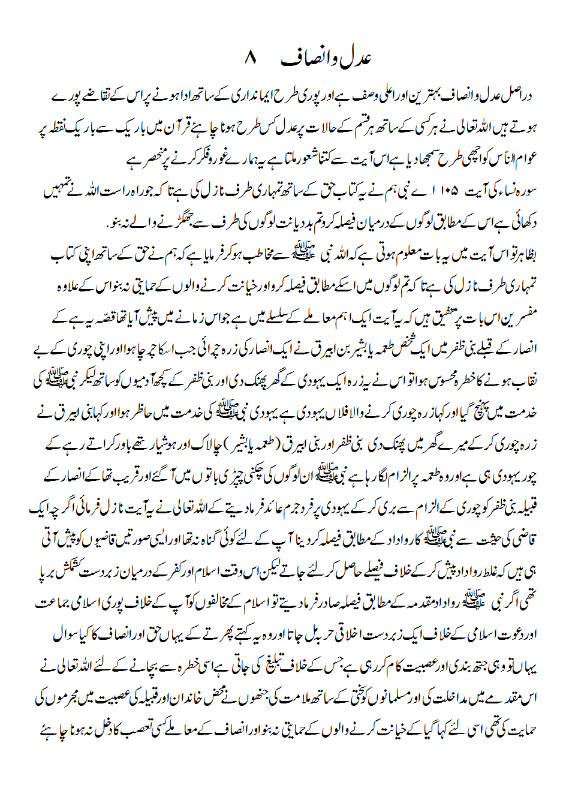 عدل و انصاف ۸
دراصل عدل و انصاف بہترین اور اعلی وصف ہے اور پوری طرح ایمانداری کے ساتھ ادا ہونے پر اس کے تقاضے پورے
ہوتے ہیں اللہ تعالی نے ہر کسی کے ساتھ ہر قسم کے حالات پر عدل کس طرح ہونا چاہئے قرآن میں باریک سے باریک نقطہ پر
عوام الناس کو اچھی طرح سمجھا دیا ہے اس آیت سے کتنا شعور ملتا ہے یہ ہمارے غور و فکر کرنے پر منحصر ہے
سورہ نساء کی آیت ۱۰۵ اے نبی ہم نے یہ کتاب حق کے ساتھ تمہاری طرف نازل کی ہے تا کہ جو راہ راست اللہ نے تمہیں
دکھائی ہے اس کے مطابق لوگوں کے درمیان فیصلہ کرو تم بددیانت لوگوں کی طرف سے جھگڑنے والے نہ بنو.
بظاہر تو اس آیت میں یہ بات معلوم ہوتی ہے کہ اللہ نبی ﷺ سے مخاطب ہو کر فرمایا ہے کہ ہم نے حق کے ساتھ اپنی کتاب
تمہاری طرف نازل کی ہے تا کہ تم لوگوں میں اسکے مطابق فیصلہ کرو اور خیانت کرنے والوں کے حمایتی نہ بنو اس کے علاوہ
مفسرین اس بات پر متفق ہیں کہ یہ آیت ایک اہم معاملے کے سلسلے میں ہے جو اس زمانے میں پیش آیا تھا قصّہ یہ ہے کے
انصار کے قبیلے بنی ظفر میں ایک شخص طعمہ یا بشیر بن ابیرق نے ایک انصار کی زرہ چرائی جب اسکا چرچا ہوا اور اپنی چوری کے بے
نقاب ہونے کا خطرہ محسوس ہوا تو اس نے یہ زرہ ایک یہودی کے گھر پھنک دی اور بنی ظفر کے کچھ آدمیوں کو ساتھ لیکر نبی ﷺ کی
خدمت میں پہنچ گیا اور کہا زرہ چوری کرنے والا فلاں یہودی ہے یہودی نبی ﷺ کی خدمت میں حاظر ہوا اور کہا بنی ابیرق نے
زرہ چوری کر کے میرے گھر میں پھنک دی بنی ظفر اور بنی ابیرق (طعمہ یا بشیر ) چالاک اور ہوشیار تھے باور کراتے رہے کے
چور یہودی ہی ہے اور وہ طعمہ پر الزام لگا رہا ہے نبی ﷺ ان لوگوں کی چکنی چپڑی باتوں میں آ گئے اور قریب تھا کے انصار کے
قبیلہ بنی ظفر کو چوری کے الزام سے بری کر کے یہودی پر فرد جرم عائد فرما دیتے کے اللہ تعالی نے یہ آیت نازل فرمائی اگر چہ ایک
قاضی کی حیثت سے نبی ﷺ کا روداد کے مطابق فیصلہ کر دینا آپ کے لئے کوئی گناہ نہ تھا اور ایسی صورتیں قاضیوں کو پیش آتی
ہی ہیں کہ غلط روداد پیش کر کے خلاف فیصلے حاصل کر لئے جاتے لیکن اس وقت اسلام اور کفر کے درمیان زبردست کشمکش برپا
تھی اگر نبی ﷺ روداد مقدمہ کے مطابق فیصلہ صادر فرما دیتے تو اسلام کے مخالفوں کو آپ کے خلاف پوری اسلامی جماعت
اور دعوت اسلامی کے خلاف ایک زبردست اخلاقی حربہ مل جاتا اور وہ یہ کہتے پھرتے کے یہاں حق اور انصاف کا کیا سوال
یہاں تو وہی جتھ بندی اور عصبیت کام کر رہی ہے جس کے خلاف تبلیغ کی جاتی ہے اسی خطرہ سے بچانے کے لئے اللہ تعالی نے
اس مقدمے میں مداخلت کی اور مسلمانوں کو سختی کے ساتھ ملامت کی جنھوں نے محض خاندان اور قبیلہ کی عصبیت میں مجرموں کی
حمایت کی تھی اسی لئے کہا گیا کے خیانت کرنے والوں کے حمایتی نہ بنو اور انصاف کے معاملے کسی تعصب کا دخل نہ ہونا چاہئے